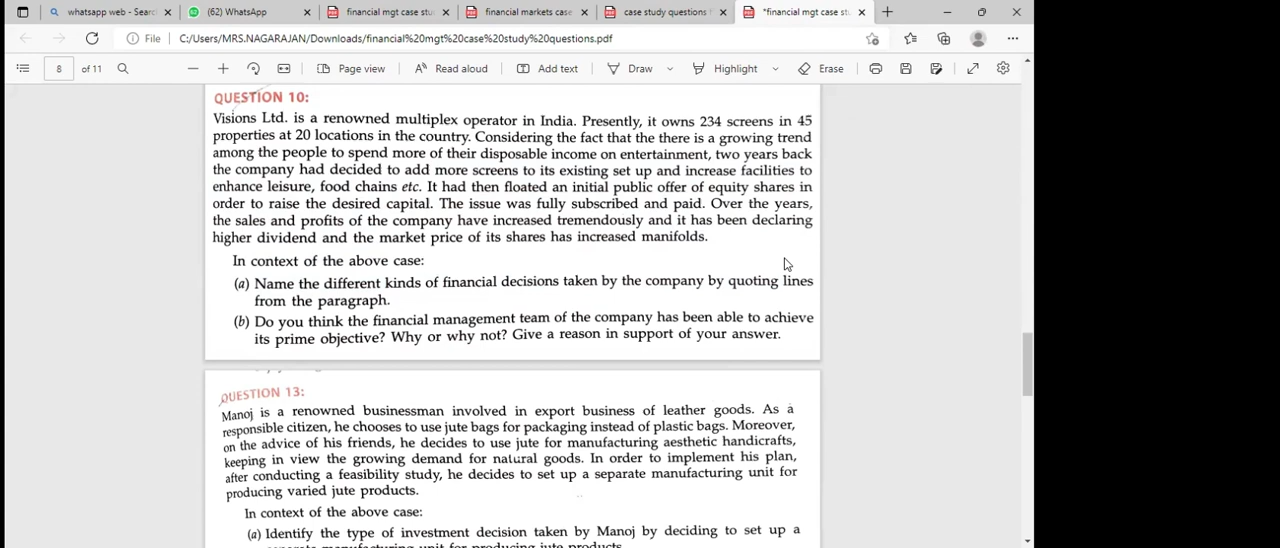 whatsapp web - Searc
(62) WhatsApp
financial mgt case stu
financial markets case
case study questions
*financial mgt case stu
File
C:/Users/MRS.NAGARAJAN/Downloads/financial%20mgt%20case%20study%20questions.pdf
8 of 11
Page view
Read aloud
Add text
Draw
Highlight
Erase
QUESTION 10:
Visions Ltd. is a renowned multiplex operator in India. Presently, it owns 234 screens in 45
properties at 20 locations in the country. Considering the fact that the there is a growing trend
among the people to spend more of their disposable income on entertainment, two years back
the company had decided to add more screens to its existing set up and increase facilities to
enhance leisure, food chains etc. It had then floated an initial public offer of equity shares in
order to raise the desired capital. The issue was fully subscribed and paid. Over the years,
the sales and profits of the company have increased tremendously and it has been declaring
higher dividend and the market price of its shares has increased manifolds.
In context of the above case:
(a) Name the different kinds of financial decisions taken by the company by quoting lines
from the paragraph.
(b) Do you think the financial management team of the company has been able to achieve
its prime objective? Why or why not? Give a reason in support of your answer.
QUESTION 13:
Manoj is a renowned businessman involved in export business of leather goods. As a
responsible citizen, he chooses to use jute bags for packaging instead of plastic bags. Moreover,
on the advice of his friends, he decides to use jute for manufacturing aesthetic handicrafts,
keeping in view the growing demand for natural goods. In order to implement his plan,
after conducting a feasibility study, he decides to set up a separate manufacturing unit for
producing varied jute products.
In context of the above case:
(a) Identify the type of investment decision taken by Manoj by deciding to set up a
separate manufacturing unit for producing jute products.